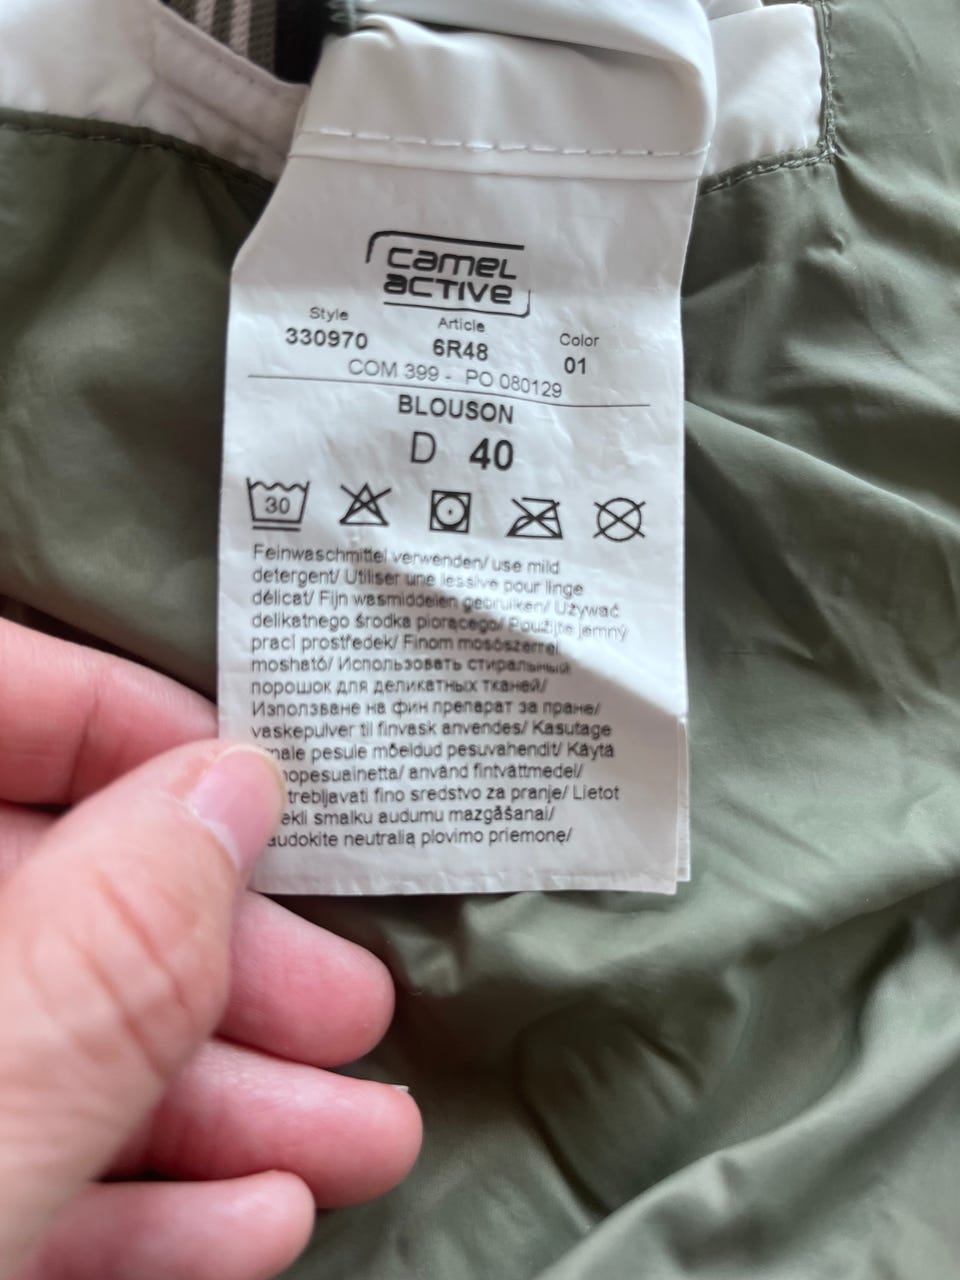 camel
active
Style Article Color
330970 6R48 01
COM 399 - PO 080129
BLOUSON
D 40
30
Feinwaschmittel verwenden/ use mild
detergent/ Utiliser une lessive pour linge
délicat/ Fijn wasmiddelen gebruiken/ Używać
delikatnego środka piorącego/ Použijte jemný
prací prostředek/ Finom mosószerrel
mosható/ Использовать стиральный
порошок для деликатных тканей/
Използване на фин препарат за пране/
vaskepulver til finvask anvendes/ Kasutage
õrnale pesule mõeldud pesuvahendit/ Käytä
hienopesuainetta/ använd fintvättmedel/
trebljavati fino sredstvo za pranje/ Lietot
smalku audumu mazgāšanai/
neutralią plovimo priemonę/